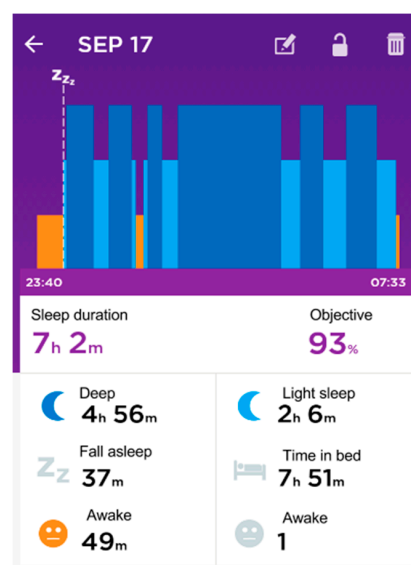 SEP 17
Zzz
23:40 07:33
Sleep duration Objective
7h 2m 93%
Deep Light sleep
4h 56m 2h 6m
Fall asleep Time in bed
Zz 37m 7h 51m
Awake Awake
49m 1